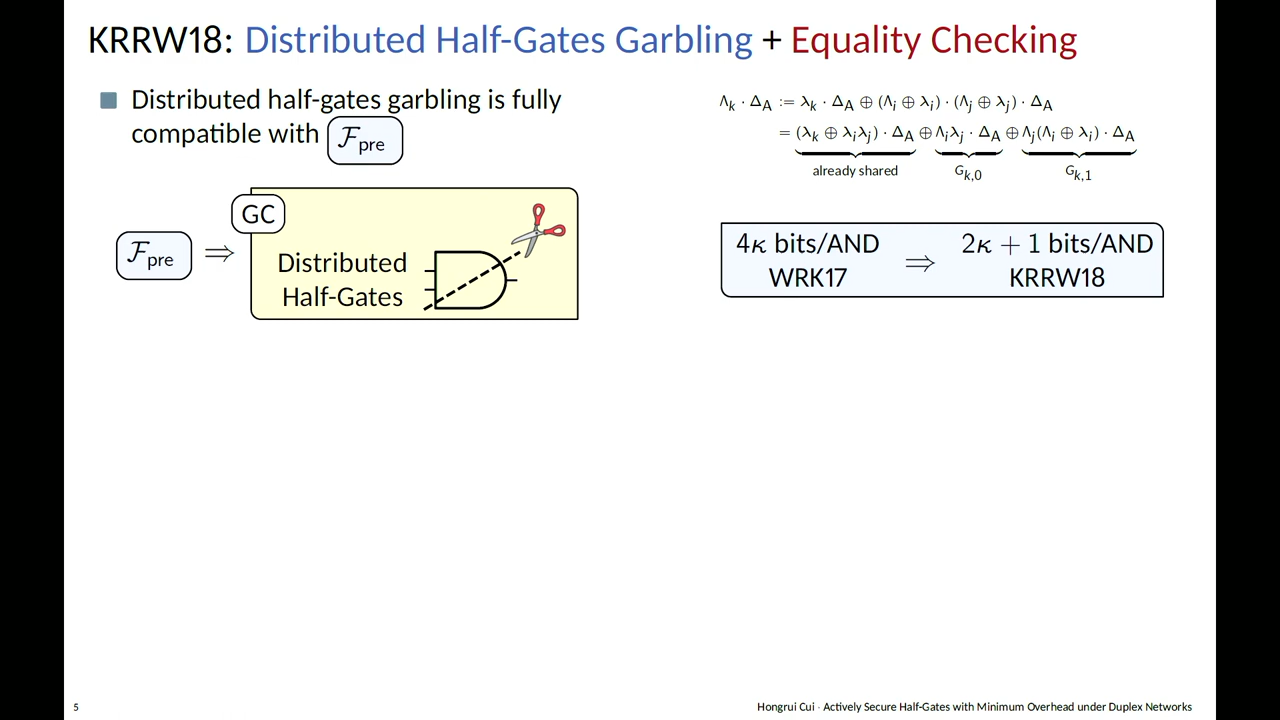 KRRW18: Distributed Half-Gates Garbling + Equality Checking
Distributed half-gates garbling is fully
compatible with 𝓕pre
Λk · ΔA := λk · ΔA ⊕ (Λi ⊕ λi) · (Λj ⊕ λj) · ΔA
= (λk ⊕ λiλj) · ΔA ⊕ Λiλj · ΔA ⊕ Λj(Λi ⊕ λi) · ΔA
already shared Gk,0 Gk,1
GC
𝓕pre ⇒
Distributed
Half-Gates
4κ bits/AND ⇒ 2κ + 1 bits/AND
WRK17 KRRW18
5
Hongrui Cui · Actively Secure Half-Gates with Minimum Overhead under Duplex Networks